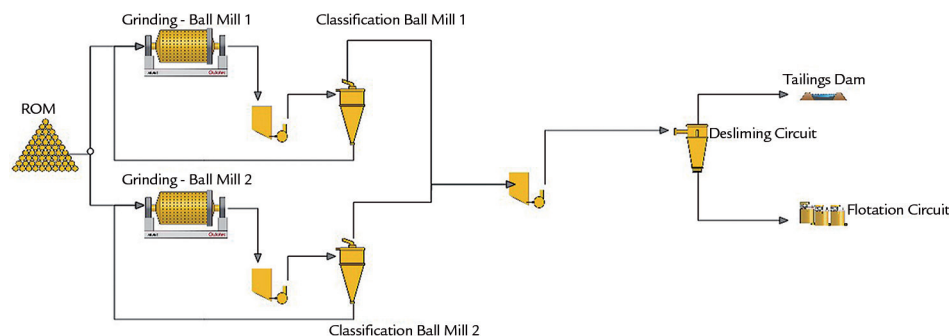 Grinding - Ball Mill 1
Classification Ball Mill 1
Tailings Dam
ROM
Desliming Circuit
Grinding - Ball Mill 2
Flotation Circuit
Classification Ball Mill 2